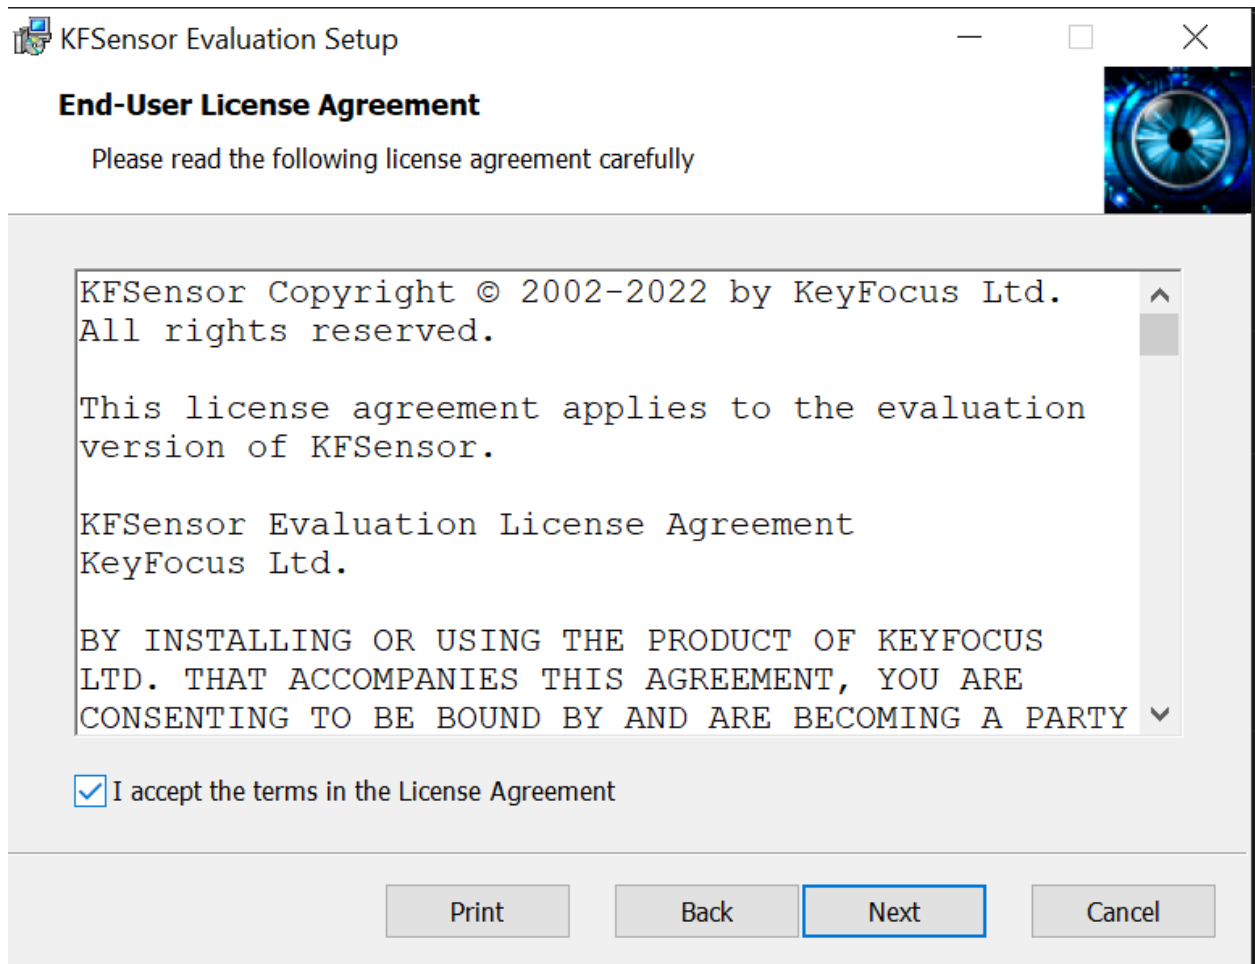 KFSensor Evaluation Setup
End-User License Agreement
Please read the following license agreement carefully
KFSensor Copyright © 2002-2022 by KeyFocus Ltd.
All rights reserved.
This license agreement applies to the evaluation
version of KFSensor.
KFSensor Evaluation License Agreement
KeyFocus Ltd.
BY INSTALLING OR USING THE PRODUCT OF KEYFOCUS
LTD. THAT ACCOMPANIES THIS AGREEMENT, YOU ARE
CONSENTING TO BE BOUND BY AND ARE BECOMING A PARTY
I accept the terms in the License Agreement
Print Back Next Cancel